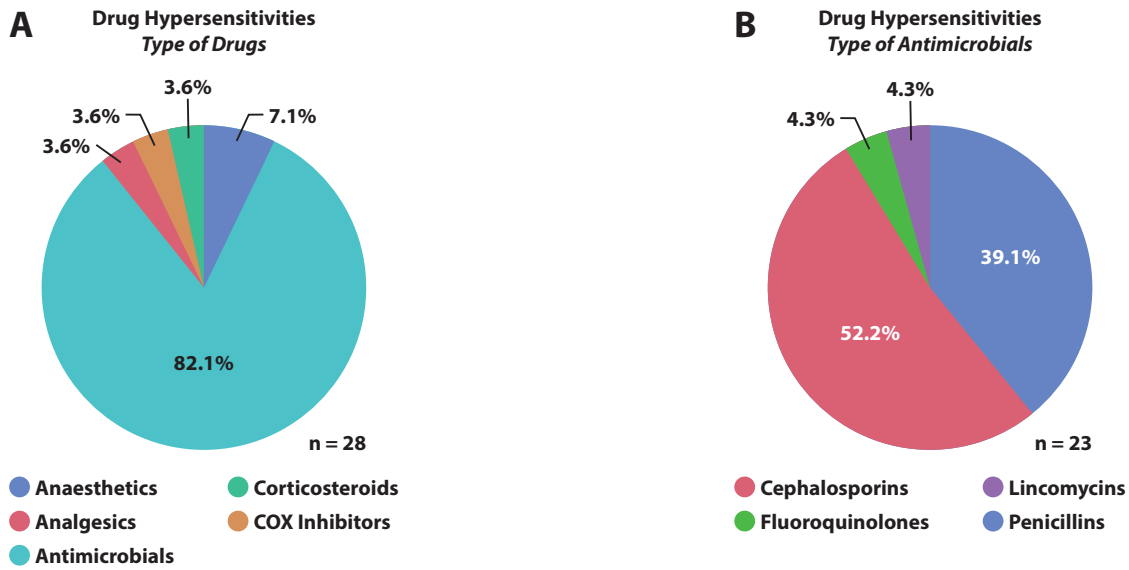 A
Drug Hypersensitivities
Type of Drugs
3.6%
3.6%
3.6%
7.1%
82.1%
n = 28
Anaesthetics
Corticosteroids
Analgesics
COX Inhibitors
Antimicrobials
B
Drug Hypersensitivities
Type of Antimicrobials
4.3%
4.3%
39.1%
52.2%
n = 23
Cephalosporins
Lincomycins
Fluoroquinolones
Penicillins